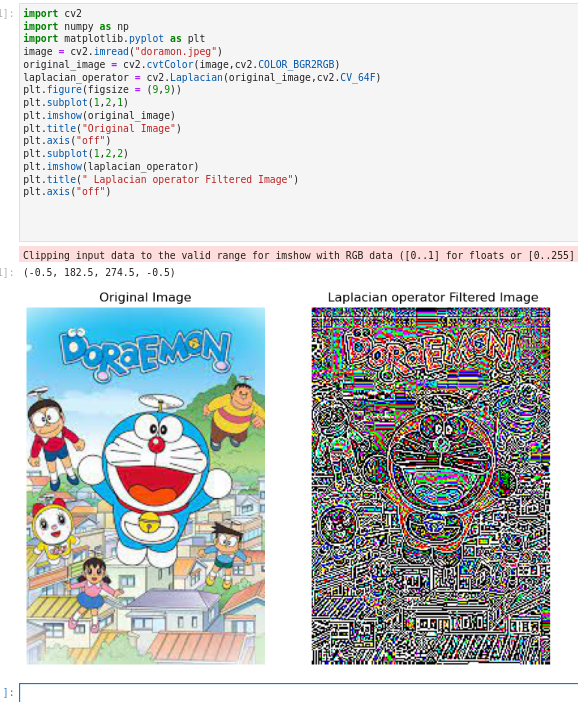 ]:
import cv2
import numpy as np
import matplotlib.pyplot as plt
image = cv2.imread("doramon.jpeg")
original_image = cv2.cvtColor(image,cv2.COLOR_BGR2RGB)
laplacian_operator = cv2.Laplacian(original_image,cv2.CV_64F)
plt.figure(figsize = (9,9))
plt.subplot(1,2,1)
plt.imshow(original_image)
plt.title("Original Image")
plt.axis("off")
plt.subplot(1,2,2)
plt.imshow(laplacian_operator)
plt.title(" Laplacian operator Filtered Image")
plt.axis("off")
Clipping input data to the valid range for imshow with RGB data ([0..1] for floats or [0..255]
]: (-0.5, 182.5, 274.5, -0.5)
Original Image
Laplacian operator Filtered Image
DORAEMON
DORAEMON
]: